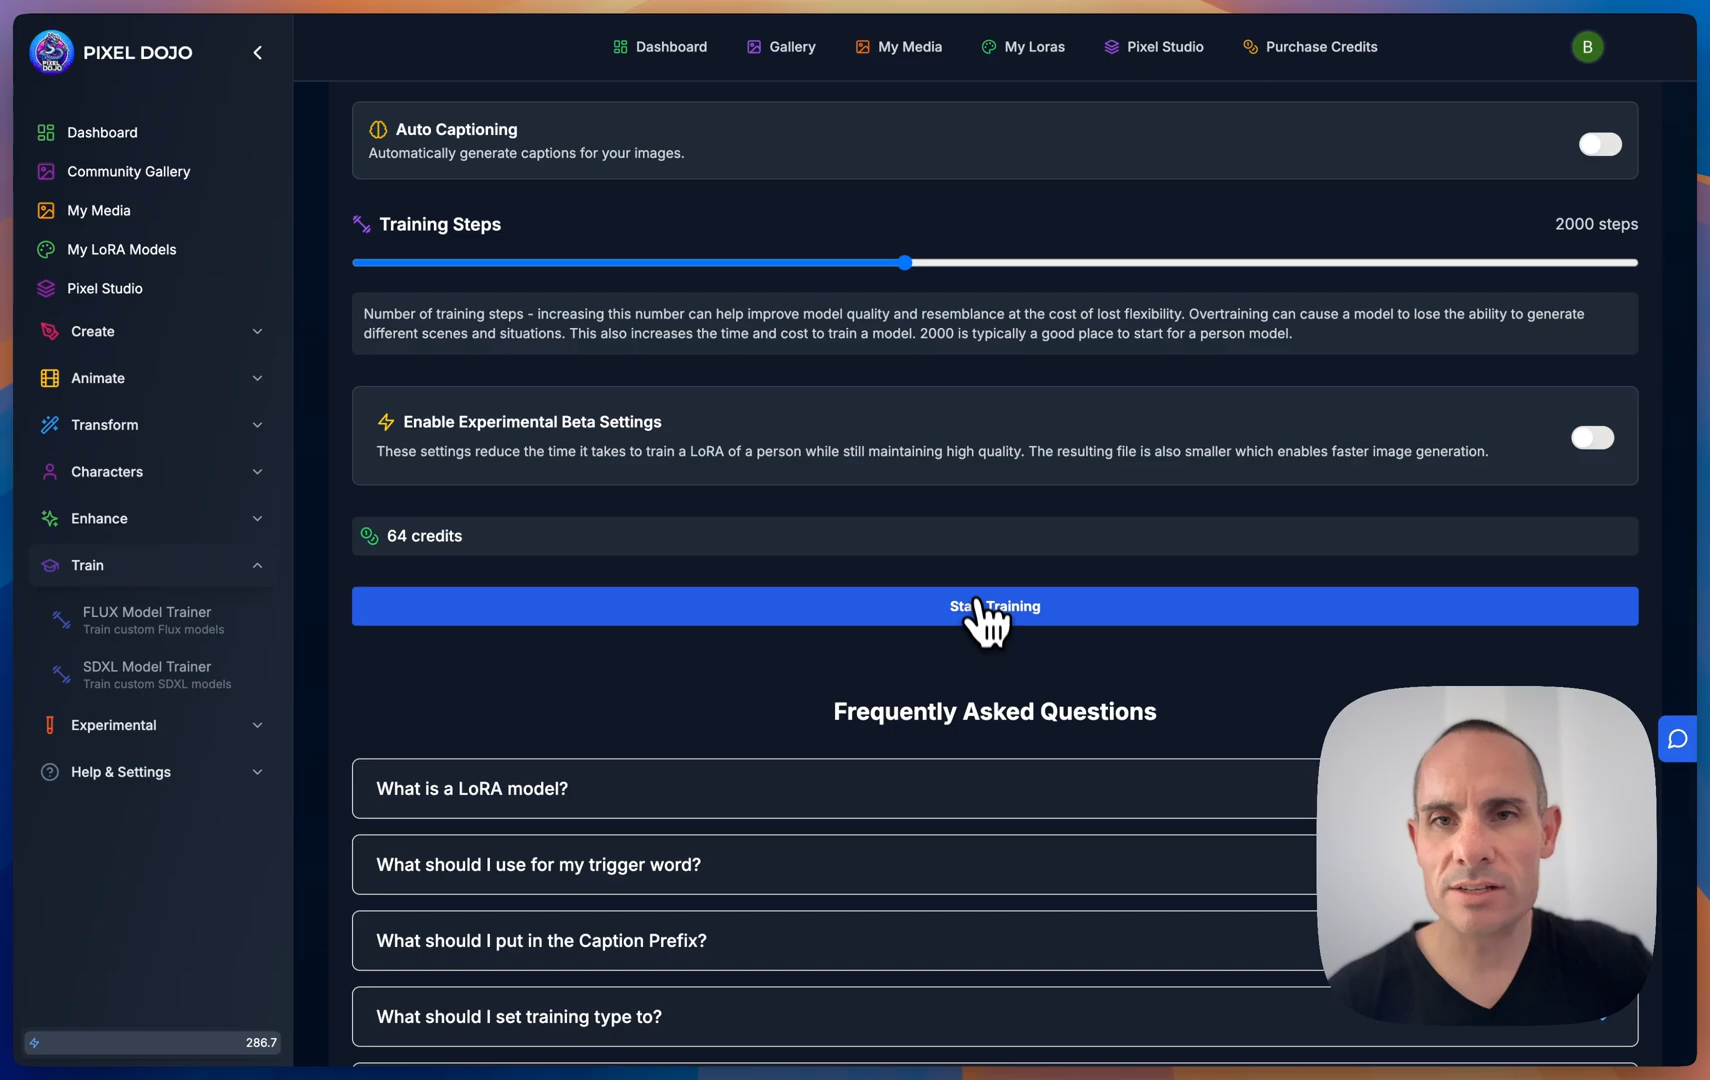 PIXEL DOJO
Dashboard
Gallery
My Media
My Loras
Pixel Studio
Purchase Credits
B
Dashboard
Community Gallery
My Media
My LoRA Models
Pixel Studio
Create
Animate
Transform
Characters
Enhance
Train
FLUX Model Trainer
Train custom Flux models
SDXL Model Trainer
Train custom SDXL models
Experimental
Help & Settings
286.7
Auto Captioning
Automatically generate captions for your images.
Training Steps
2000 steps
Number of training steps - increasing this number can help improve model quality and resemblance at the cost of lost flexibility. Overtraining can cause a model to lose the ability to generate
different scenes and situations. This also increases the time and cost to train a model. 2000 is typically a good place to start for a person model.
Enable Experimental Beta Settings
These settings reduce the time it takes to train a LoRA of a person while still maintaining high quality. The resulting file is also smaller which enables faster image generation.
64 credits
Start Training
Frequently Asked Questions
What is a LoRA model?
What should I use for my trigger word?
What should I put in the Caption Prefix?
What should I set training type to?